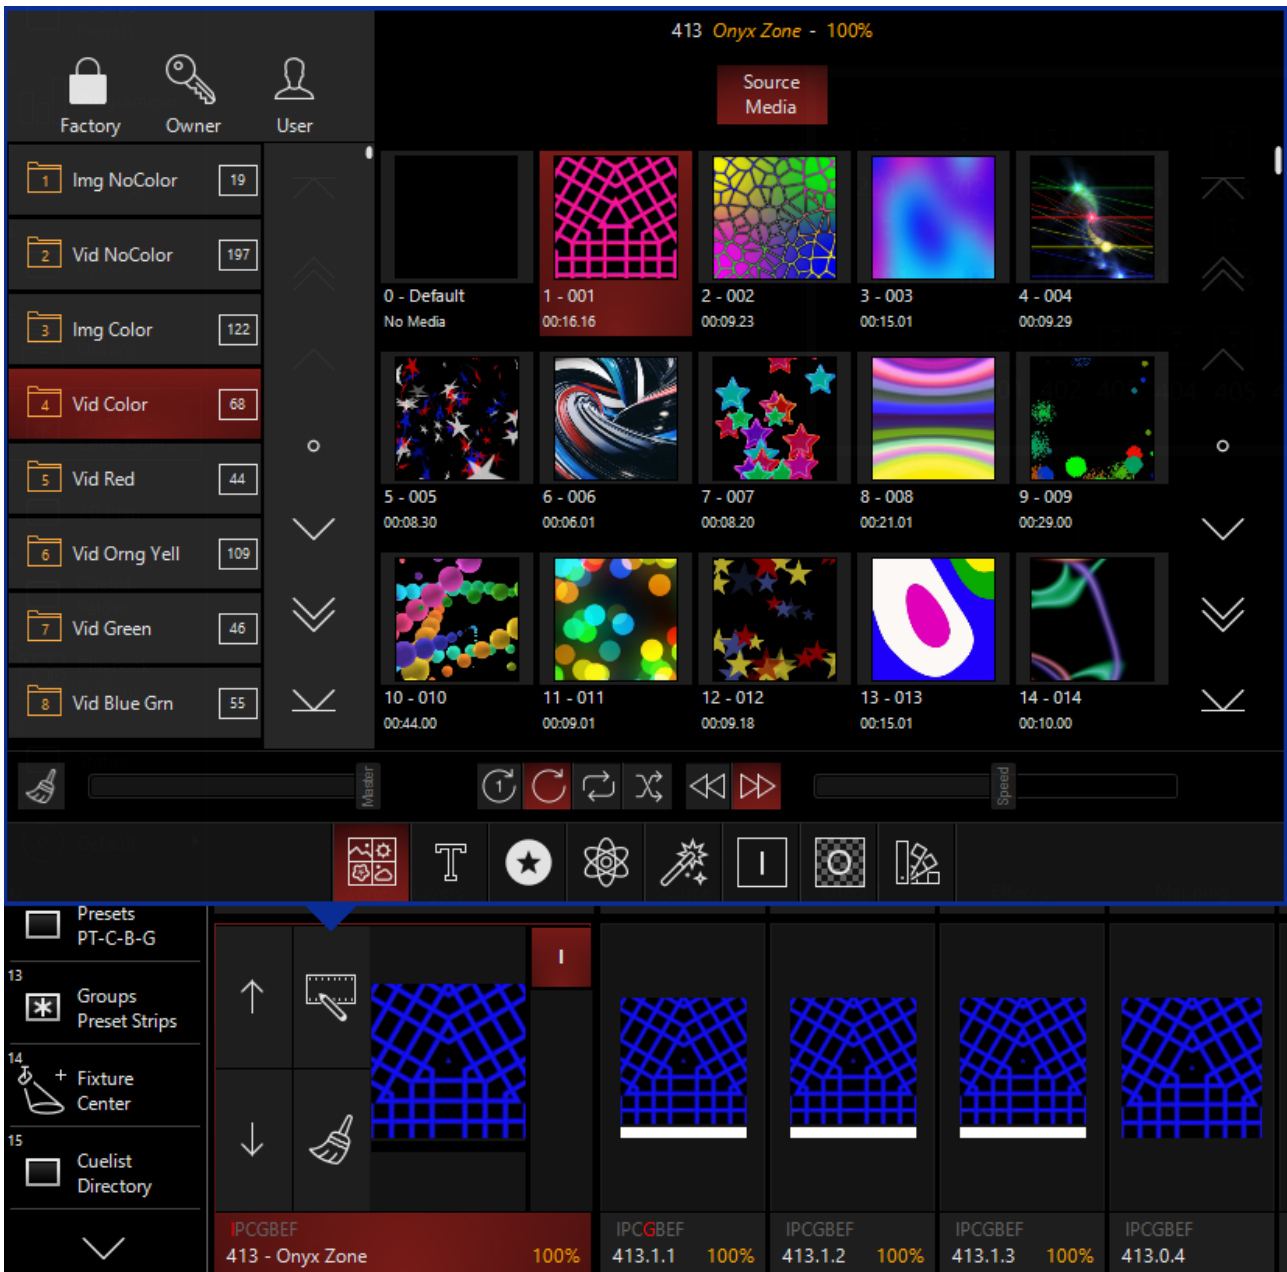 413 Onyx Zone - 100%
Factory
Owner
User
Source
Media
1 Img NoColor 19
2 Vid NoColor 197
3 Img Color 122
4 Vid Color 68
5 Vid Red 44
6 Vid Orng Yell 109
7 Vid Green 46
8 Vid Blue Grn 55
0 - Default
No Media
1 - 001
00:16.16
2 - 002
00:09.23
3 - 003
00:15.01
4 - 004
00:09.29
5 - 005
00:08.30
6 - 006
00:06.01
7 - 007
00:08.20
8 - 008
00:21.01
9 - 009
00:29.00
10 - 010
00:44.00
11 - 011
00:09.01
12 - 012
00:09.18
13 - 013
00:15.01
14 - 014
00:10.00
Master
1
Speed
T
I
O
Presets
PT-C-B-G
13
Groups
Preset Strips
14
Fixture
Center
15
Cuelist
Directory
I
IPCGBEF
413 - Onyx Zone 100%
IPCGBEF
413.1.1 100%
IPCGBEF
413.1.2 100%
IPCGBEF
413.1.3 100%
IPCGBEF
413.0.4